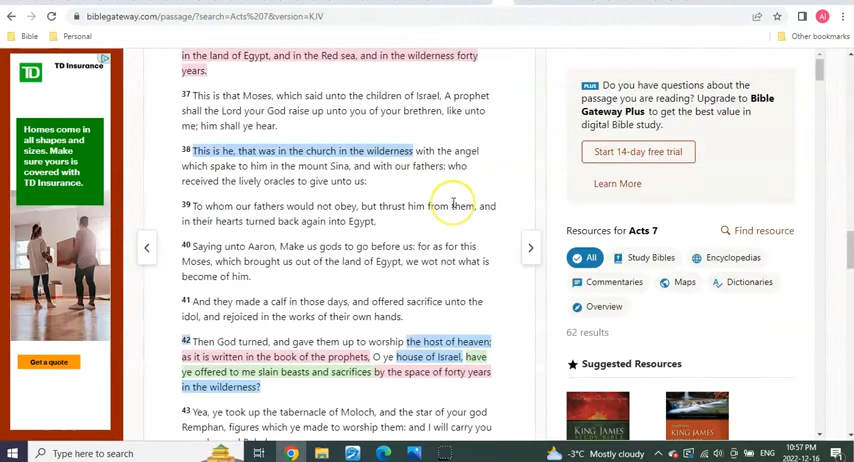 biblegateway.com/passage/?search=Acts%207&version=KJV
AI
Bible
Personal
Other bookmarks
TD
TD Insurance
Homes come in
all shapes and
sizes. Make
sure yours is
covered with
TD Insurance.
Get a quote
in the land of Egypt, and in the Red sea, and in the wilderness forty
years.
37 This is that Moses, which said unto the children of Israel, A prophet
shall the Lord your God raise up unto you of your brethren, like unto
me; him shall ye hear.
38 This is he, that was in the church in the wilderness with the angel
which spake to him in the mount Sina, and with our fathers: who
received the lively oracles to give unto us:
39 To whom our fathers would not obey, but thrust him from them, and
in their hearts turned back again into Egypt,
40 Saying unto Aaron, Make us gods to go before us: for as for this
Moses, which brought us out of the land of Egypt, we wot not what is
become of him.
41 And they made a calf in those days, and offered sacrifice unto the
idol, and rejoiced in the works of their own hands.
42 Then God turned, and gave them up to worship the host of heaven;
as it is written in the book of the prophets, O ye house of Israel, have
ye offered to me slain beasts and sacrifices by the space of forty years
in the wilderness?
43 Yea, ye took up the tabernacle of Moloch, and the star of your god
Remphan, figures which ye made to worship them: and I will carry you
PLUS Do you have questions about the
passage you are reading? Upgrade to Bible
Gateway Plus to get the best value in
digital Bible study.
Start 14-day free trial
Learn More
Resources for Acts 7
Find resource
All
Study Bibles
Encyclopedias
Commentaries
Maps
Dictionaries
Overview
62 results
Suggested Resources
KING JAMES
KING JAMES
Type here to search
-3°C Mostly cloudy
ENG
10:57 PM
2022-12-16